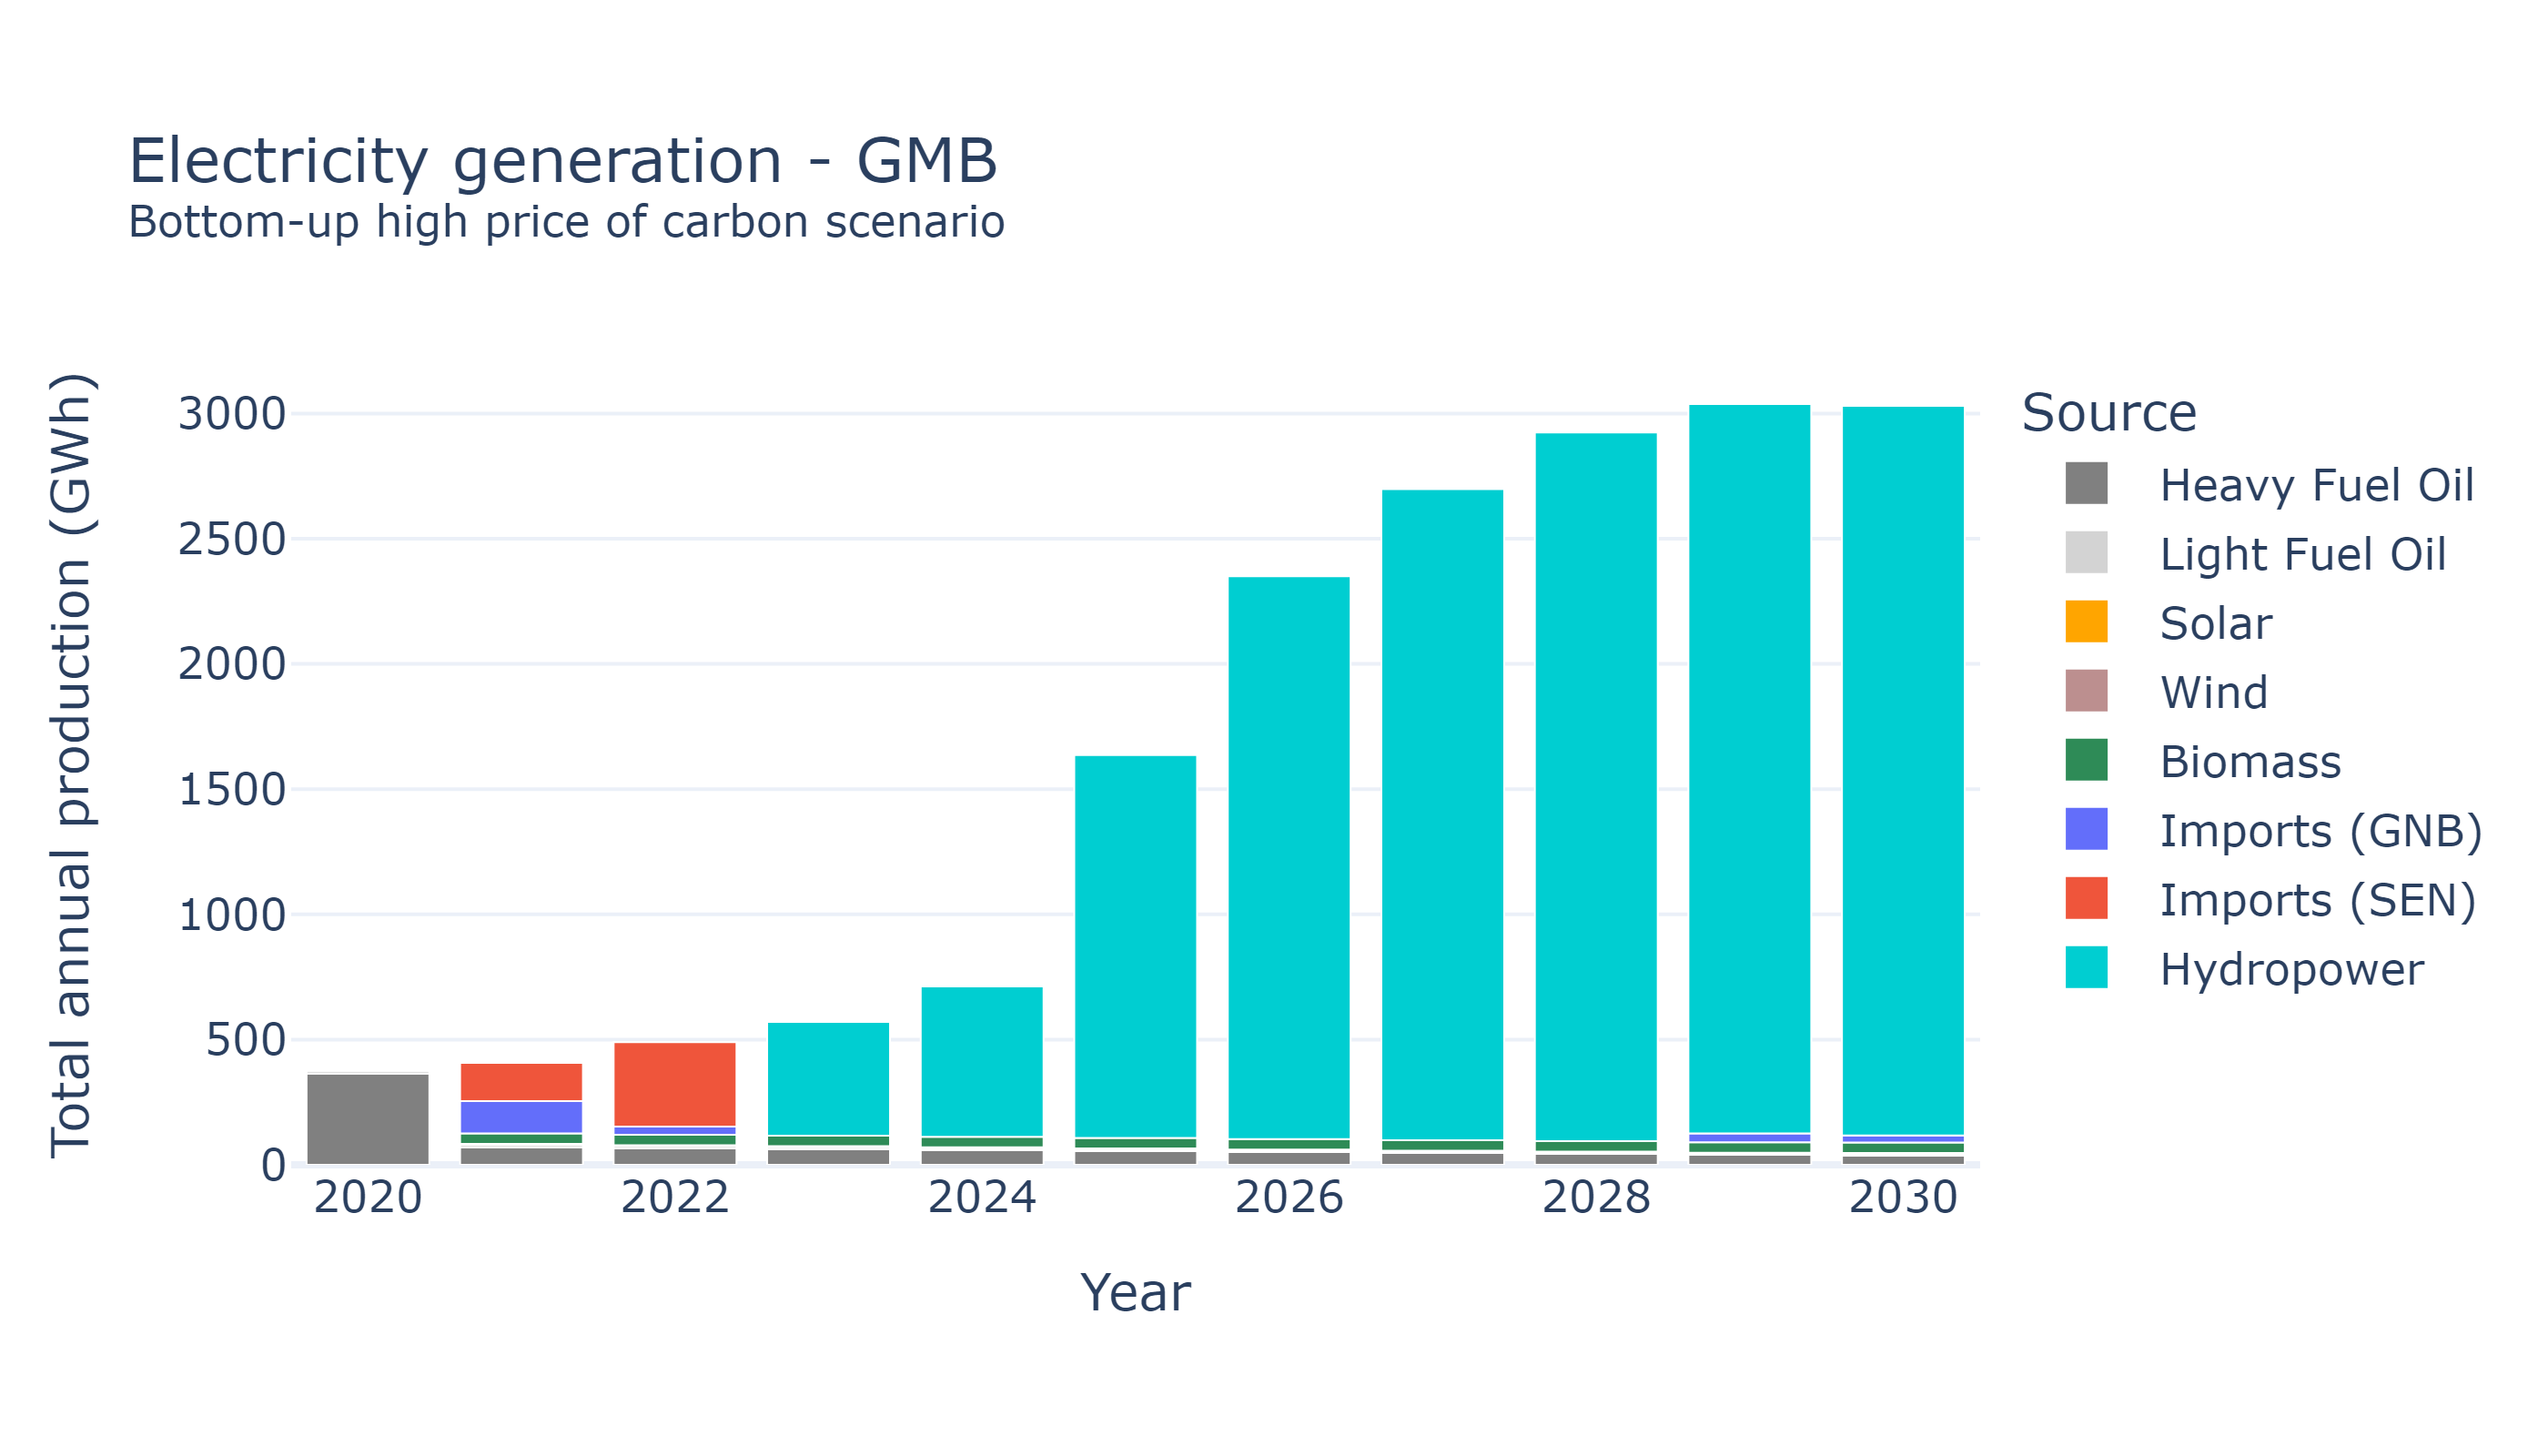 Electricity generation - GMB
Bottom-up high price of carbon scenario
Total annual production (GWh)
3000
2500
2000
1500
1000
500
0
2020
2022
2024
2026
2028
2030
Year
Source
Heavy Fuel Oil
Light Fuel Oil
Solar
Wind
Biomass
Imports (GNB)
Imports (SEN)
Hydropower